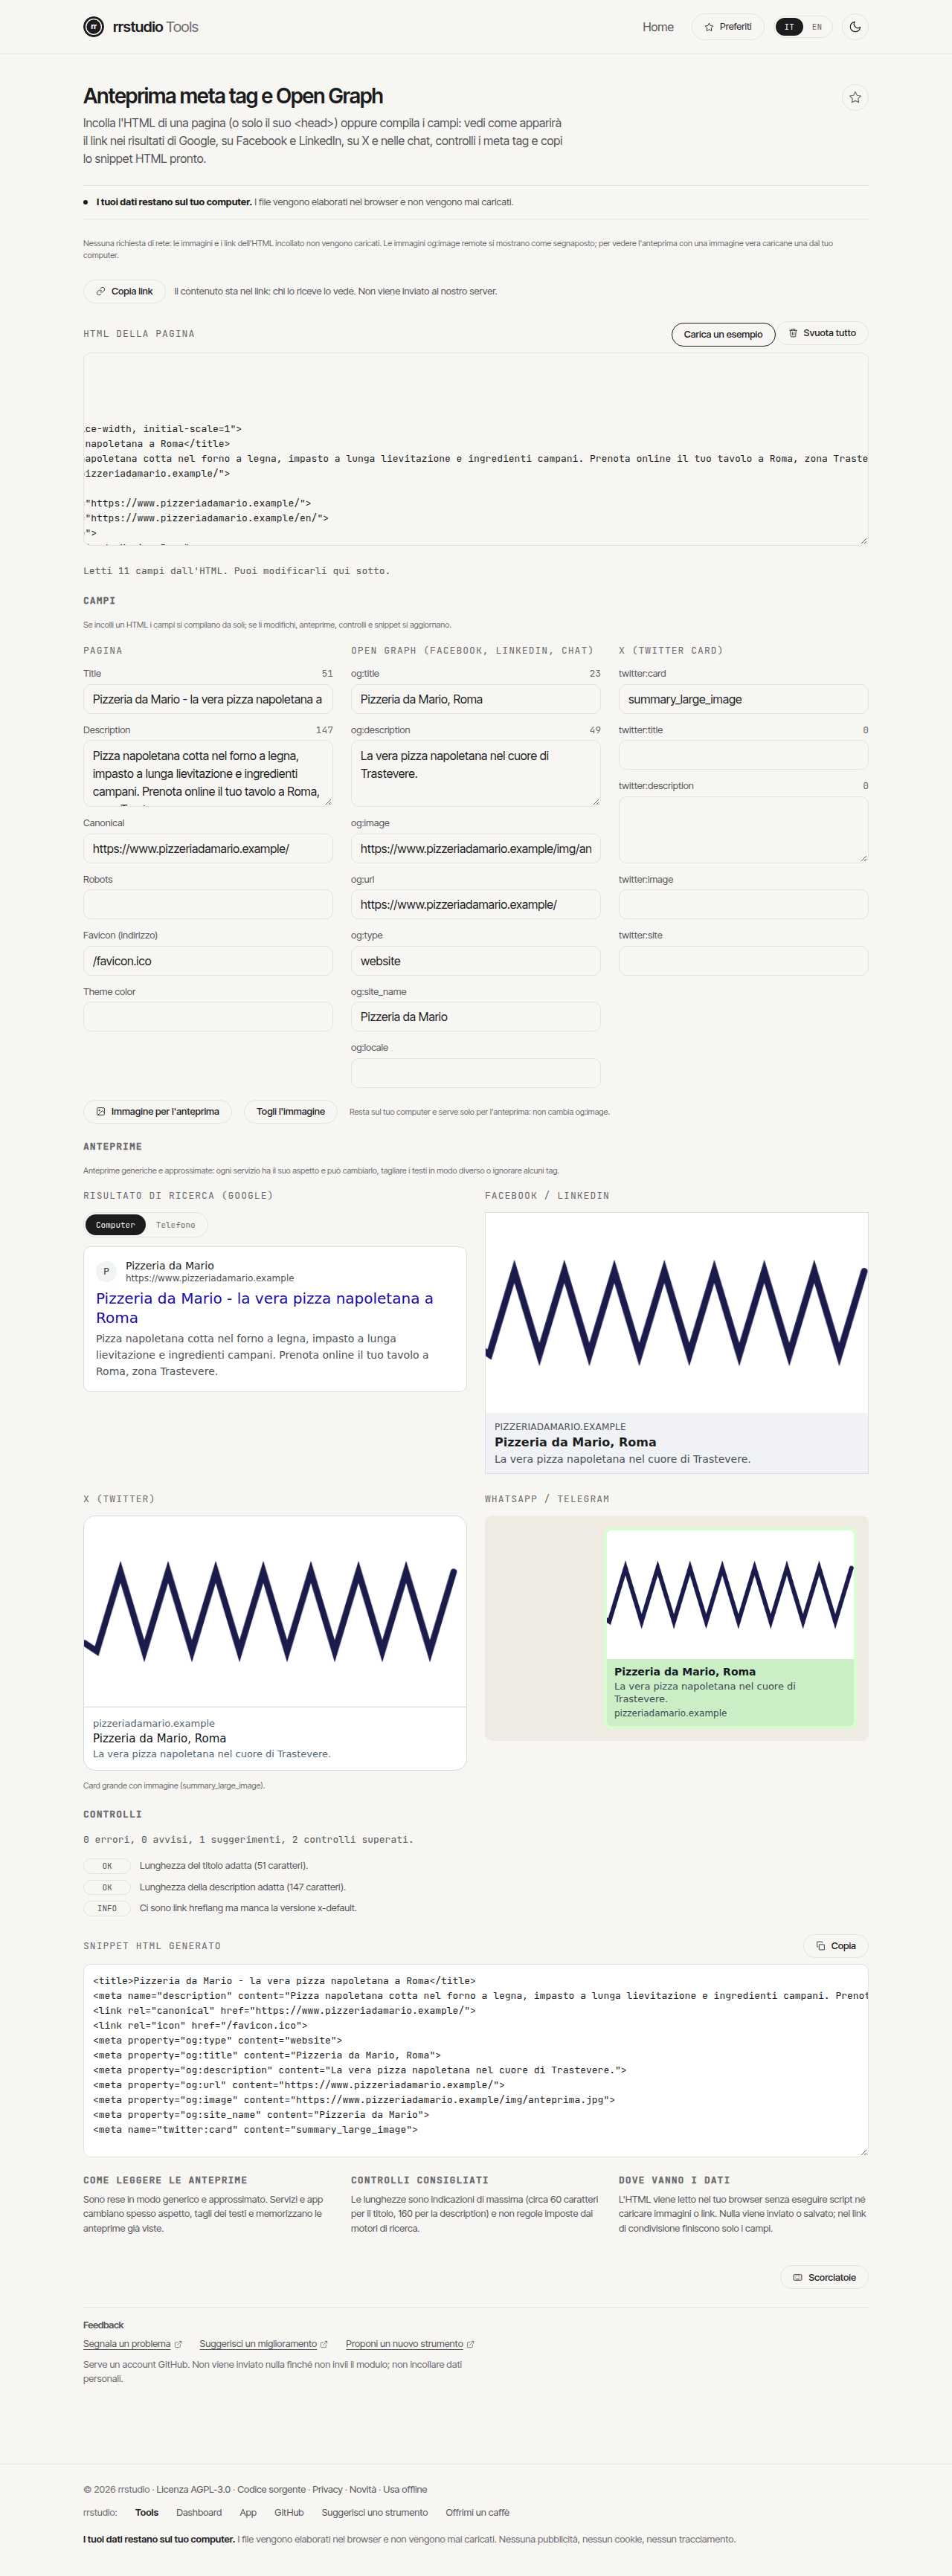 rr rrstudio Tools
Home
Preferiti
IT EN
Anteprima meta tag e Open Graph
Incolla l'HTML di una pagina (o solo il suo <head>) oppure compila i campi: vedi come apparirà
il link nei risultati di Google, su Facebook e LinkedIn, su X e nelle chat, controlli i meta tag e copi
lo snippet HTML pronto.
I tuoi dati restano sul tuo computer. I file vengono elaborati nel browser e non vengono mai caricati.
Nessuna richiesta di rete: le immagini e i link dell'HTML incollato non vengono caricati. Le immagini og:image remote si mostrano come segnaposto; per vedere l'anteprima con una immagine vera caricane una dal tuo
computer.
Copia link
Il contenuto sta nel link: chi lo riceve lo vede. Non viene inviato al nostro server.
HTML DELLA PAGINA
Carica un esempio
Svuota tutto
ce-width, initial-scale=1">
napoletana a Roma</title>
apoletana cotta nel forno a legna, impasto a lunga lievitazione e ingredienti campani. Prenota online il tuo tavolo a Roma, zona Traste
izzeriadamario.example/">
"https://www.pizzeriadamario.example/">
"https://www.pizzeriadamario.example/en/">
">
Letti 11 campi dall'HTML. Puoi modificarli qui sotto.
CAMPI
Se incolli un HTML i campi si compilano da soli; se li modifichi, anteprime, controlli e snippet si aggiornano.
PAGINA
Title 51
Pizzeria da Mario - la vera pizza napoletana a
Description 147
Pizza napoletana cotta nel forno a legna,
impasto a lunga lievitazione e ingredienti
campani. Prenota online il tuo tavolo a Roma,
Canonical
https://www.pizzeriadamario.example/
Robots
Favicon (indirizzo)
/favicon.ico
Theme color
OPEN GRAPH (FACEBOOK, LINKEDIN, CHAT)
og:title 23
Pizzeria da Mario, Roma
og:description 49
La vera pizza napoletana nel cuore di
Trastevere.
og:image
https://www.pizzeriadamario.example/img/an
og:url
https://www.pizzeriadamario.example/
og:type
website
og:site_name
Pizzeria da Mario
og:locale
X (TWITTER CARD)
twitter:card
summary_large_image
twitter:title 0
twitter:description 0
twitter:image
twitter:site
Immagine per l'anteprima
Togli l'immagine
Resta sul tuo computer e serve solo per l'anteprima: non cambia og:image.
ANTEPRIME
Anteprime generiche e approssimate: ogni servizio ha il suo aspetto e può cambiarlo, tagliare i testi in modo diverso o ignorare alcuni tag.
RISULTATO DI RICERCA (GOOGLE)
Computer Telefono
P
Pizzeria da Mario
https://www.pizzeriadamario.example
Pizzeria da Mario - la vera pizza napoletana a
Roma
Pizza napoletana cotta nel forno a legna, impasto a lunga
lievitazione e ingredienti campani. Prenota online il tuo tavolo a
Roma, zona Trastevere.
FACEBOOK / LINKEDIN
PIZZERIADAMARIO.EXAMPLE
Pizzeria da Mario, Roma
La vera pizza napoletana nel cuore di Trastevere.
X (TWITTER)
pizzeriadamario.example
Pizzeria da Mario, Roma
La vera pizza napoletana nel cuore di Trastevere.
Card grande con immagine (summary_large_image).
WHATSAPP / TELEGRAM
Pizzeria da Mario, Roma
La vera pizza napoletana nel cuore di
Trastevere.
pizzeriadamario.example
CONTROLLI
0 errori, 0 avvisi, 1 suggerimenti, 2 controlli superati.
OK Lunghezza del titolo adatta (51 caratteri).
OK Lunghezza della description adatta (147 caratteri).
INFO Ci sono link hreflang ma manca la versione x-default.
SNIPPET HTML GENERATO
Copia
<title>Pizzeria da Mario - la vera pizza napoletana a Roma</title>
<meta name="description" content="Pizza napoletana cotta nel forno a legna, impasto a lunga lievitazione e ingredienti campani. Prenot
<link rel="canonical" href="https://www.pizzeriadamario.example/">
<link rel="icon" href="/favicon.ico">
<meta property="og:type" content="website">
<meta property="og:title" content="Pizzeria da Mario, Roma">
<meta property="og:description" content="La vera pizza napoletana nel cuore di Trastevere.">
<meta property="og:url" content="https://www.pizzeriadamario.example/">
<meta property="og:image" content="https://www.pizzeriadamario.example/img/anteprima.jpg">
<meta property="og:site_name" content="Pizzeria da Mario">
<meta name="twitter:card" content="summary_large_image">
COME LEGGERE LE ANTEPRIME
Sono rese in modo generico e approssimato. Servizi e app
cambiano spesso aspetto, tagli dei testi e memorizzano le
anteprime già viste.
CONTROLLI CONSIGLIATI
Le lunghezze sono indicazioni di massima (circa 60 caratteri
per il titolo, 160 per la description) e non regole imposte dai
motori di ricerca.
DOVE VANNO I DATI
L'HTML viene letto nel tuo browser senza eseguire script né
caricare immagini o link. Nulla viene inviato o salvato; nel link
di condivisione finiscono solo i campi.
Scorciatoie
Feedback
Segnala un problema
Suggerisci un miglioramento
Proponi un nuovo strumento
Serve un account GitHub. Non viene inviato nulla finché non invii il modulo; non incollare dati
personali.
© 2026 rrstudio · Licenza AGPL-3.0 · Codice sorgente · Privacy · Novità · Usa offline
rrstudio: Tools Dashboard App GitHub Suggerisci uno strumento Offrimi un caffè
I tuoi dati restano sul tuo computer. I file vengono elaborati nel browser e non vengono mai caricati. Nessuna pubblicità, nessun cookie, nessun tracciamento.